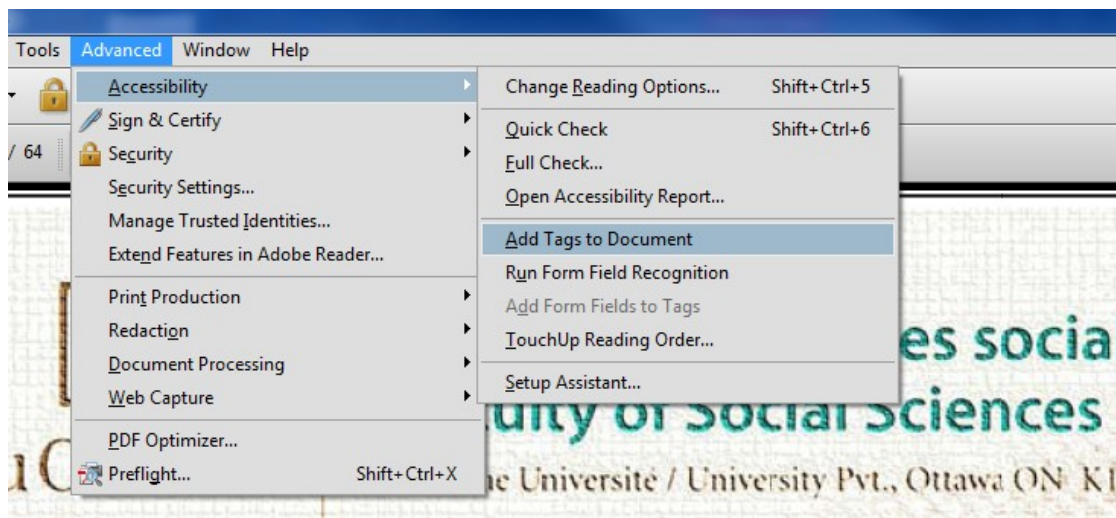 Tools Advanced Window Help
Accessibility
Sign & Certify
/ 64 Security
Security Settings...
Manage Trusted Identities...
Extend Features in Adobe Reader...
Print Production
Redaction
Document Processing
Web Capture
PDF Optimizer...
Preflight... Shift+Ctrl+X
Change Reading Options... Shift+Ctrl+5
Quick Check Shift+Ctrl+6
Full Check...
Open Accessibility Report...
Add Tags to Document
Run Form Field Recognition
Add Form Fields to Tags
TouchUp Reading Order...
Setup Assistant...
es socia
ulty of Social Sciences
ne Université / University Pvt., Ottawa ON K1